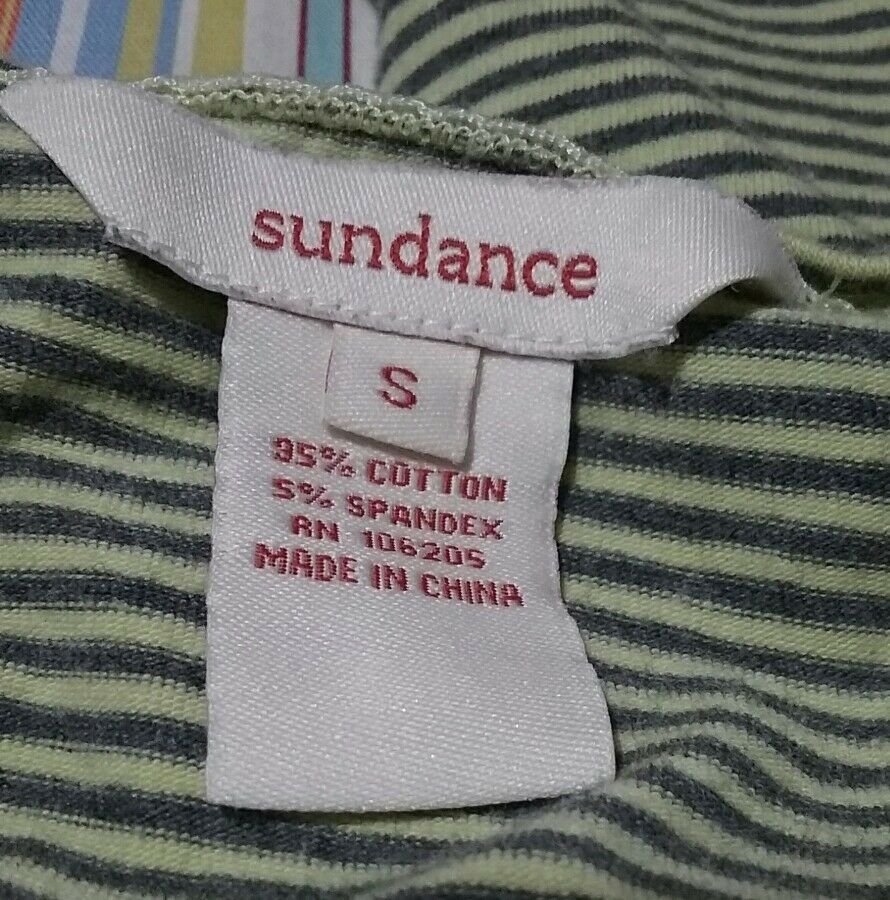 sundance
S
95% COTTON
5% SPANDEX
RN 106205
MADE IN CHINA